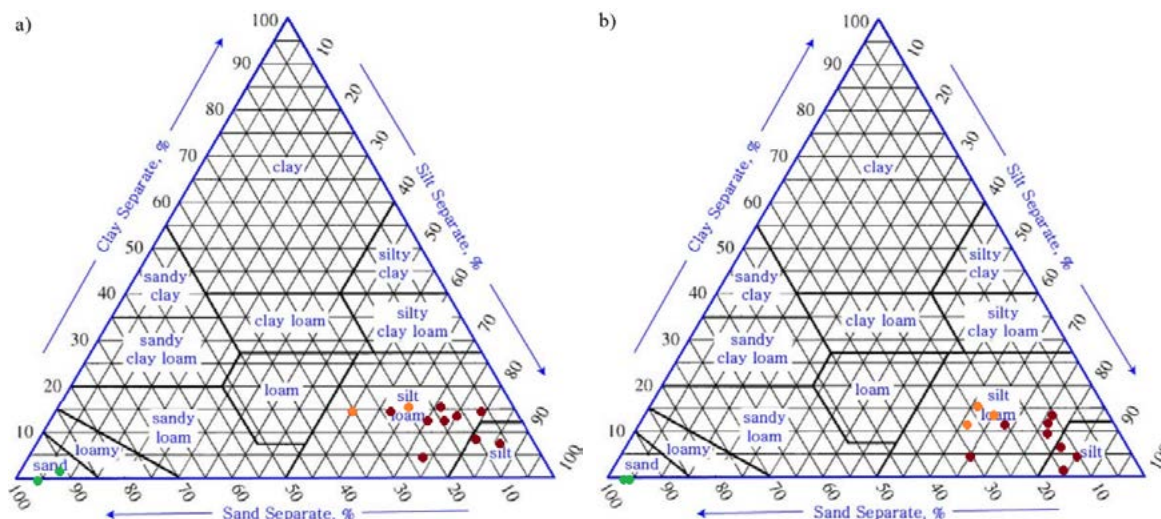 a)
100
90
80
70
60
50
40
30
20
10
Clay Separate, %
10
20
30
40
50
60
70
80
90
100
Silt Separate, %
clay
silty
clay
sandy
clay
clay loam
silty
clay loam
sandy
clay loam
loam
silt
loam
sandy
loam
loamy
sand
silt
100
90
80
70
60
50
40
30
20
10
Sand Separate, %
b)
100
90
80
70
60
50
40
30
20
10
Clay Separate, %
10
20
30
40
50
60
70
80
90
Silt Separate, %
clay
silty
clay
sandy
clay
clay loam
silty
clay loam
sandy
clay loam
loam
silt
loam
sandy
loam
loamy
sand
silt
100
90
80
70
60
50
40
30
20
10
Sand Separate, %